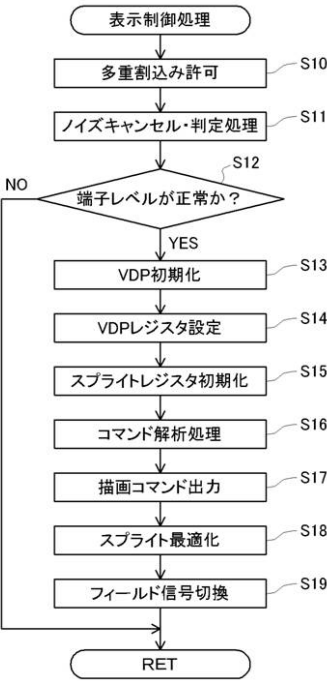 表示制御処理
多重割込み許可
S10
ノイズキャンセル・判定処理
S11
S12
端子レベルが正常か？
NO
YES
VDP初期化
S13
VDPレジスタ設定
S14
スプライトレジスタ初期化
S15
コマンド解析処理
S16
描画コマンド出力
S17
スプライト最適化
S18
フィールド信号切換
S19
RET